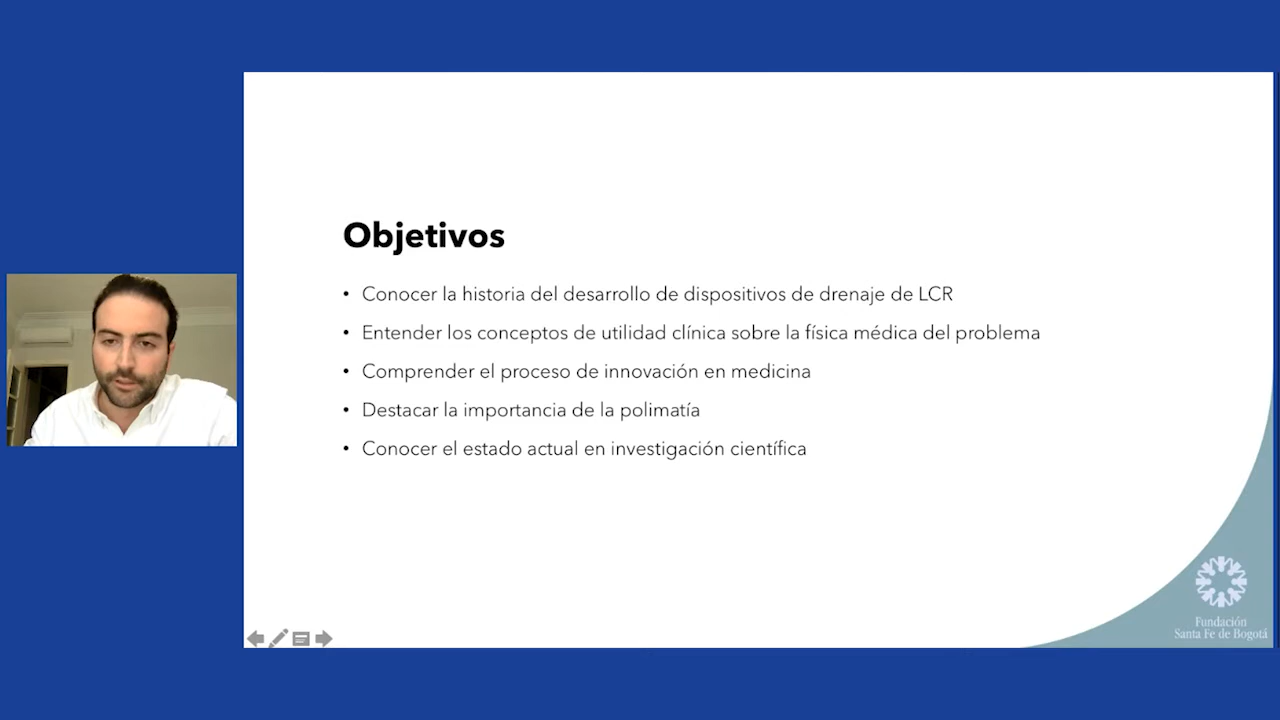 Objetivos
• Conocer la historia del desarrollo de dispositivos de drenaje de LCR
• Entender los conceptos de utilidad clínica sobre la física médica del problema
• Comprender el proceso de innovación en medicina
• Destacar la importancia de la polimatía
• Conocer el estado actual en investigación científica
Fundación
Santa Fe de Bogotá